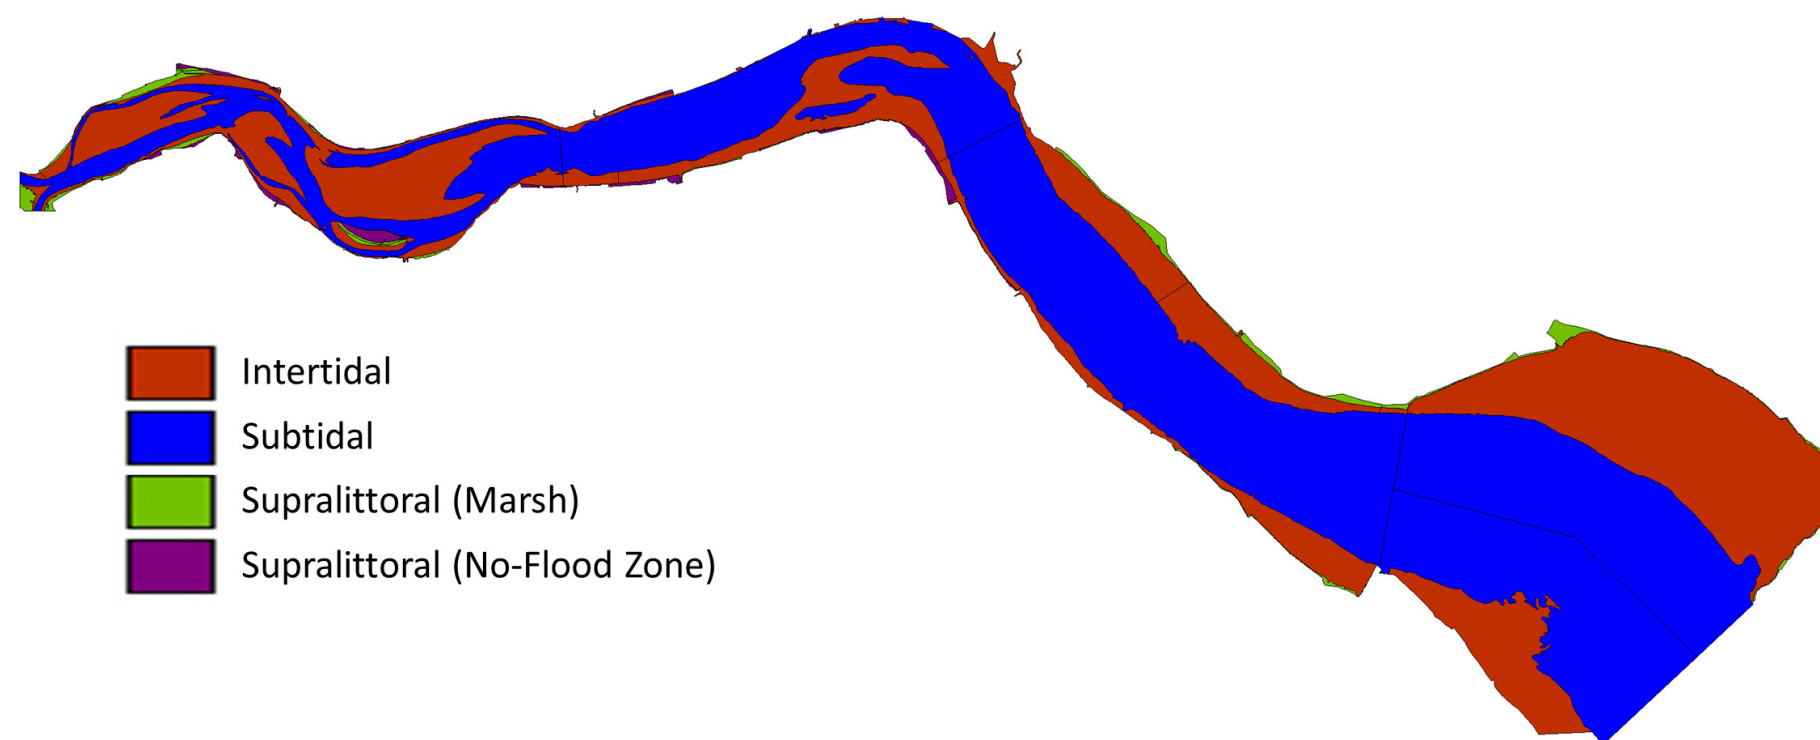 Intertidal
Subtidal
Supralittoral (Marsh)
Supralittoral (No-Flood Zone)